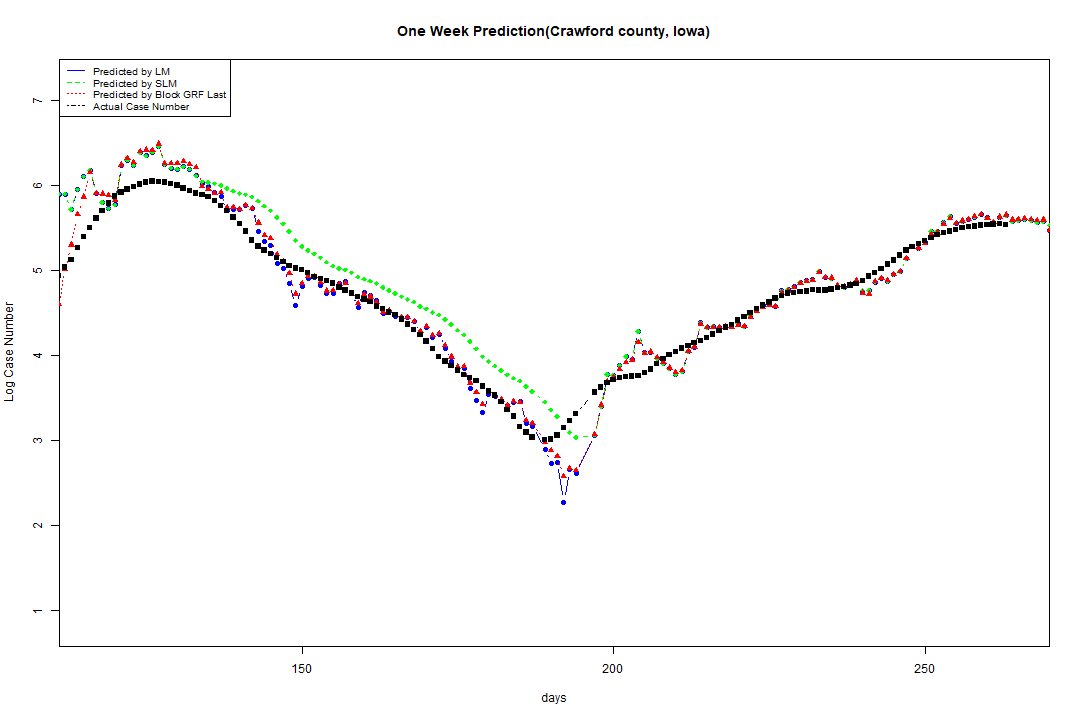 One Week Prediction(Crawford county, Iowa)
Predicted by LM
Predicted by SLM
Predicted by Block GRF Last
Actual Case Number
7
6
5
4
3
2
1
Log Case Number
150 200 250
days